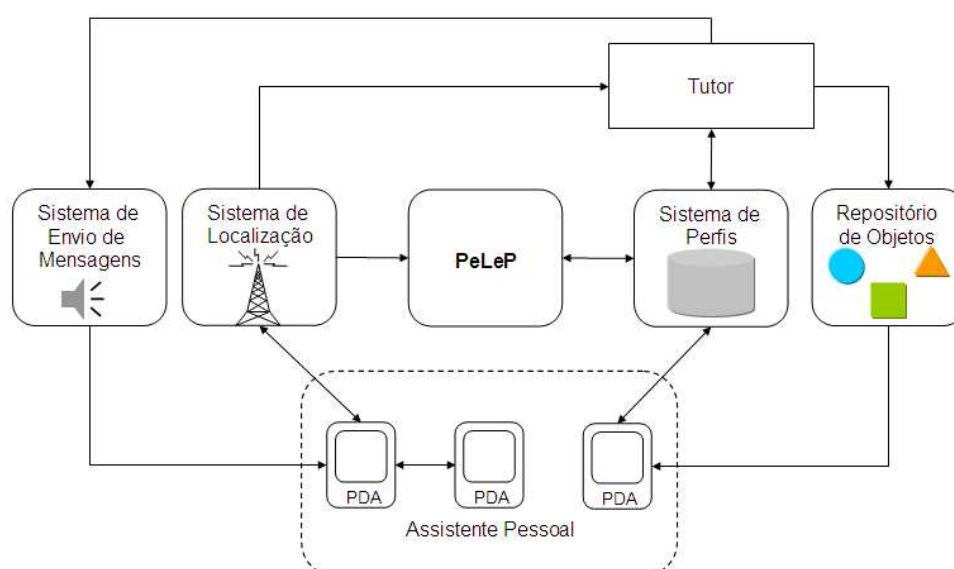 Tutor
Sistema de
Envio de
Mensagens
Sistema de
Localização
PeLeP
Sistema de
Perfis
Repositório
de Objetos
PDA
PDA
PDA
Assistente Pessoal